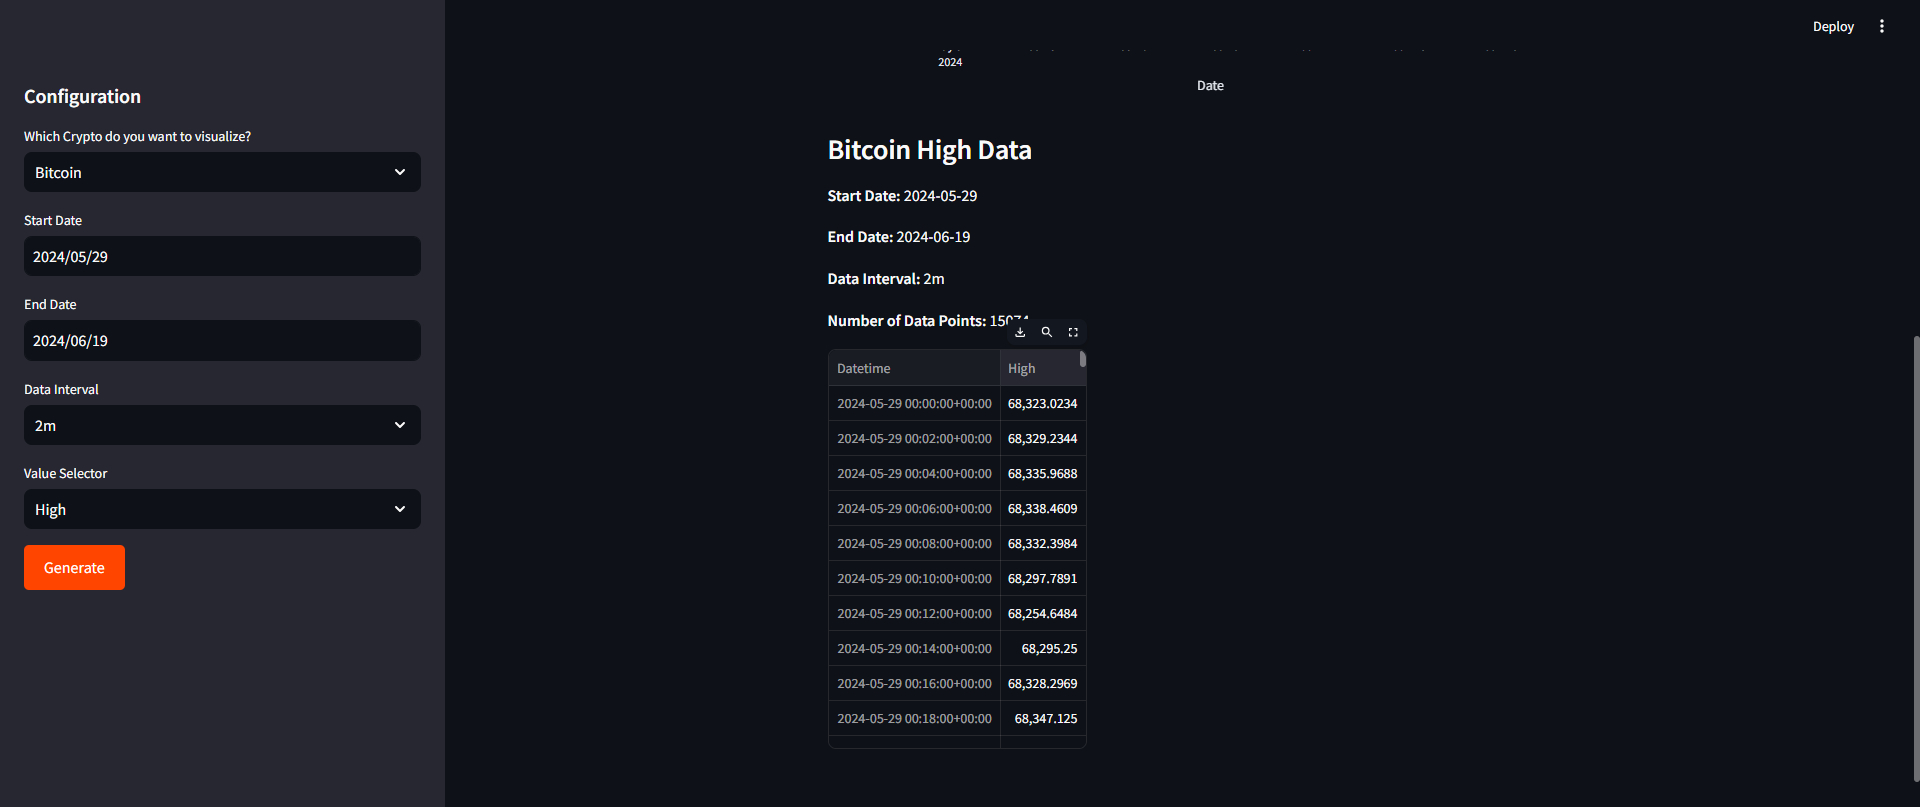 Deploy
2024
Date
Configuration
Which Crypto do you want to visualize?
Bitcoin
Start Date
2024/05/29
End Date
2024/06/19
Data Interval
2m
Value Selector
High
Generate
Bitcoin High Data
Start Date: 2024-05-29
End Date: 2024-06-19
Data Interval: 2m
Number of Data Points: 15074
Datetime High
2024-05-29 00:00:00+00:00 68,323.0234
2024-05-29 00:02:00+00:00 68,329.2344
2024-05-29 00:04:00+00:00 68,335.9688
2024-05-29 00:06:00+00:00 68,338.4609
2024-05-29 00:08:00+00:00 68,332.3984
2024-05-29 00:10:00+00:00 68,297.7891
2024-05-29 00:12:00+00:00 68,254.6484
2024-05-29 00:14:00+00:00 68,295.25
2024-05-29 00:16:00+00:00 68,328.2969
2024-05-29 00:18:00+00:00 68,347.125